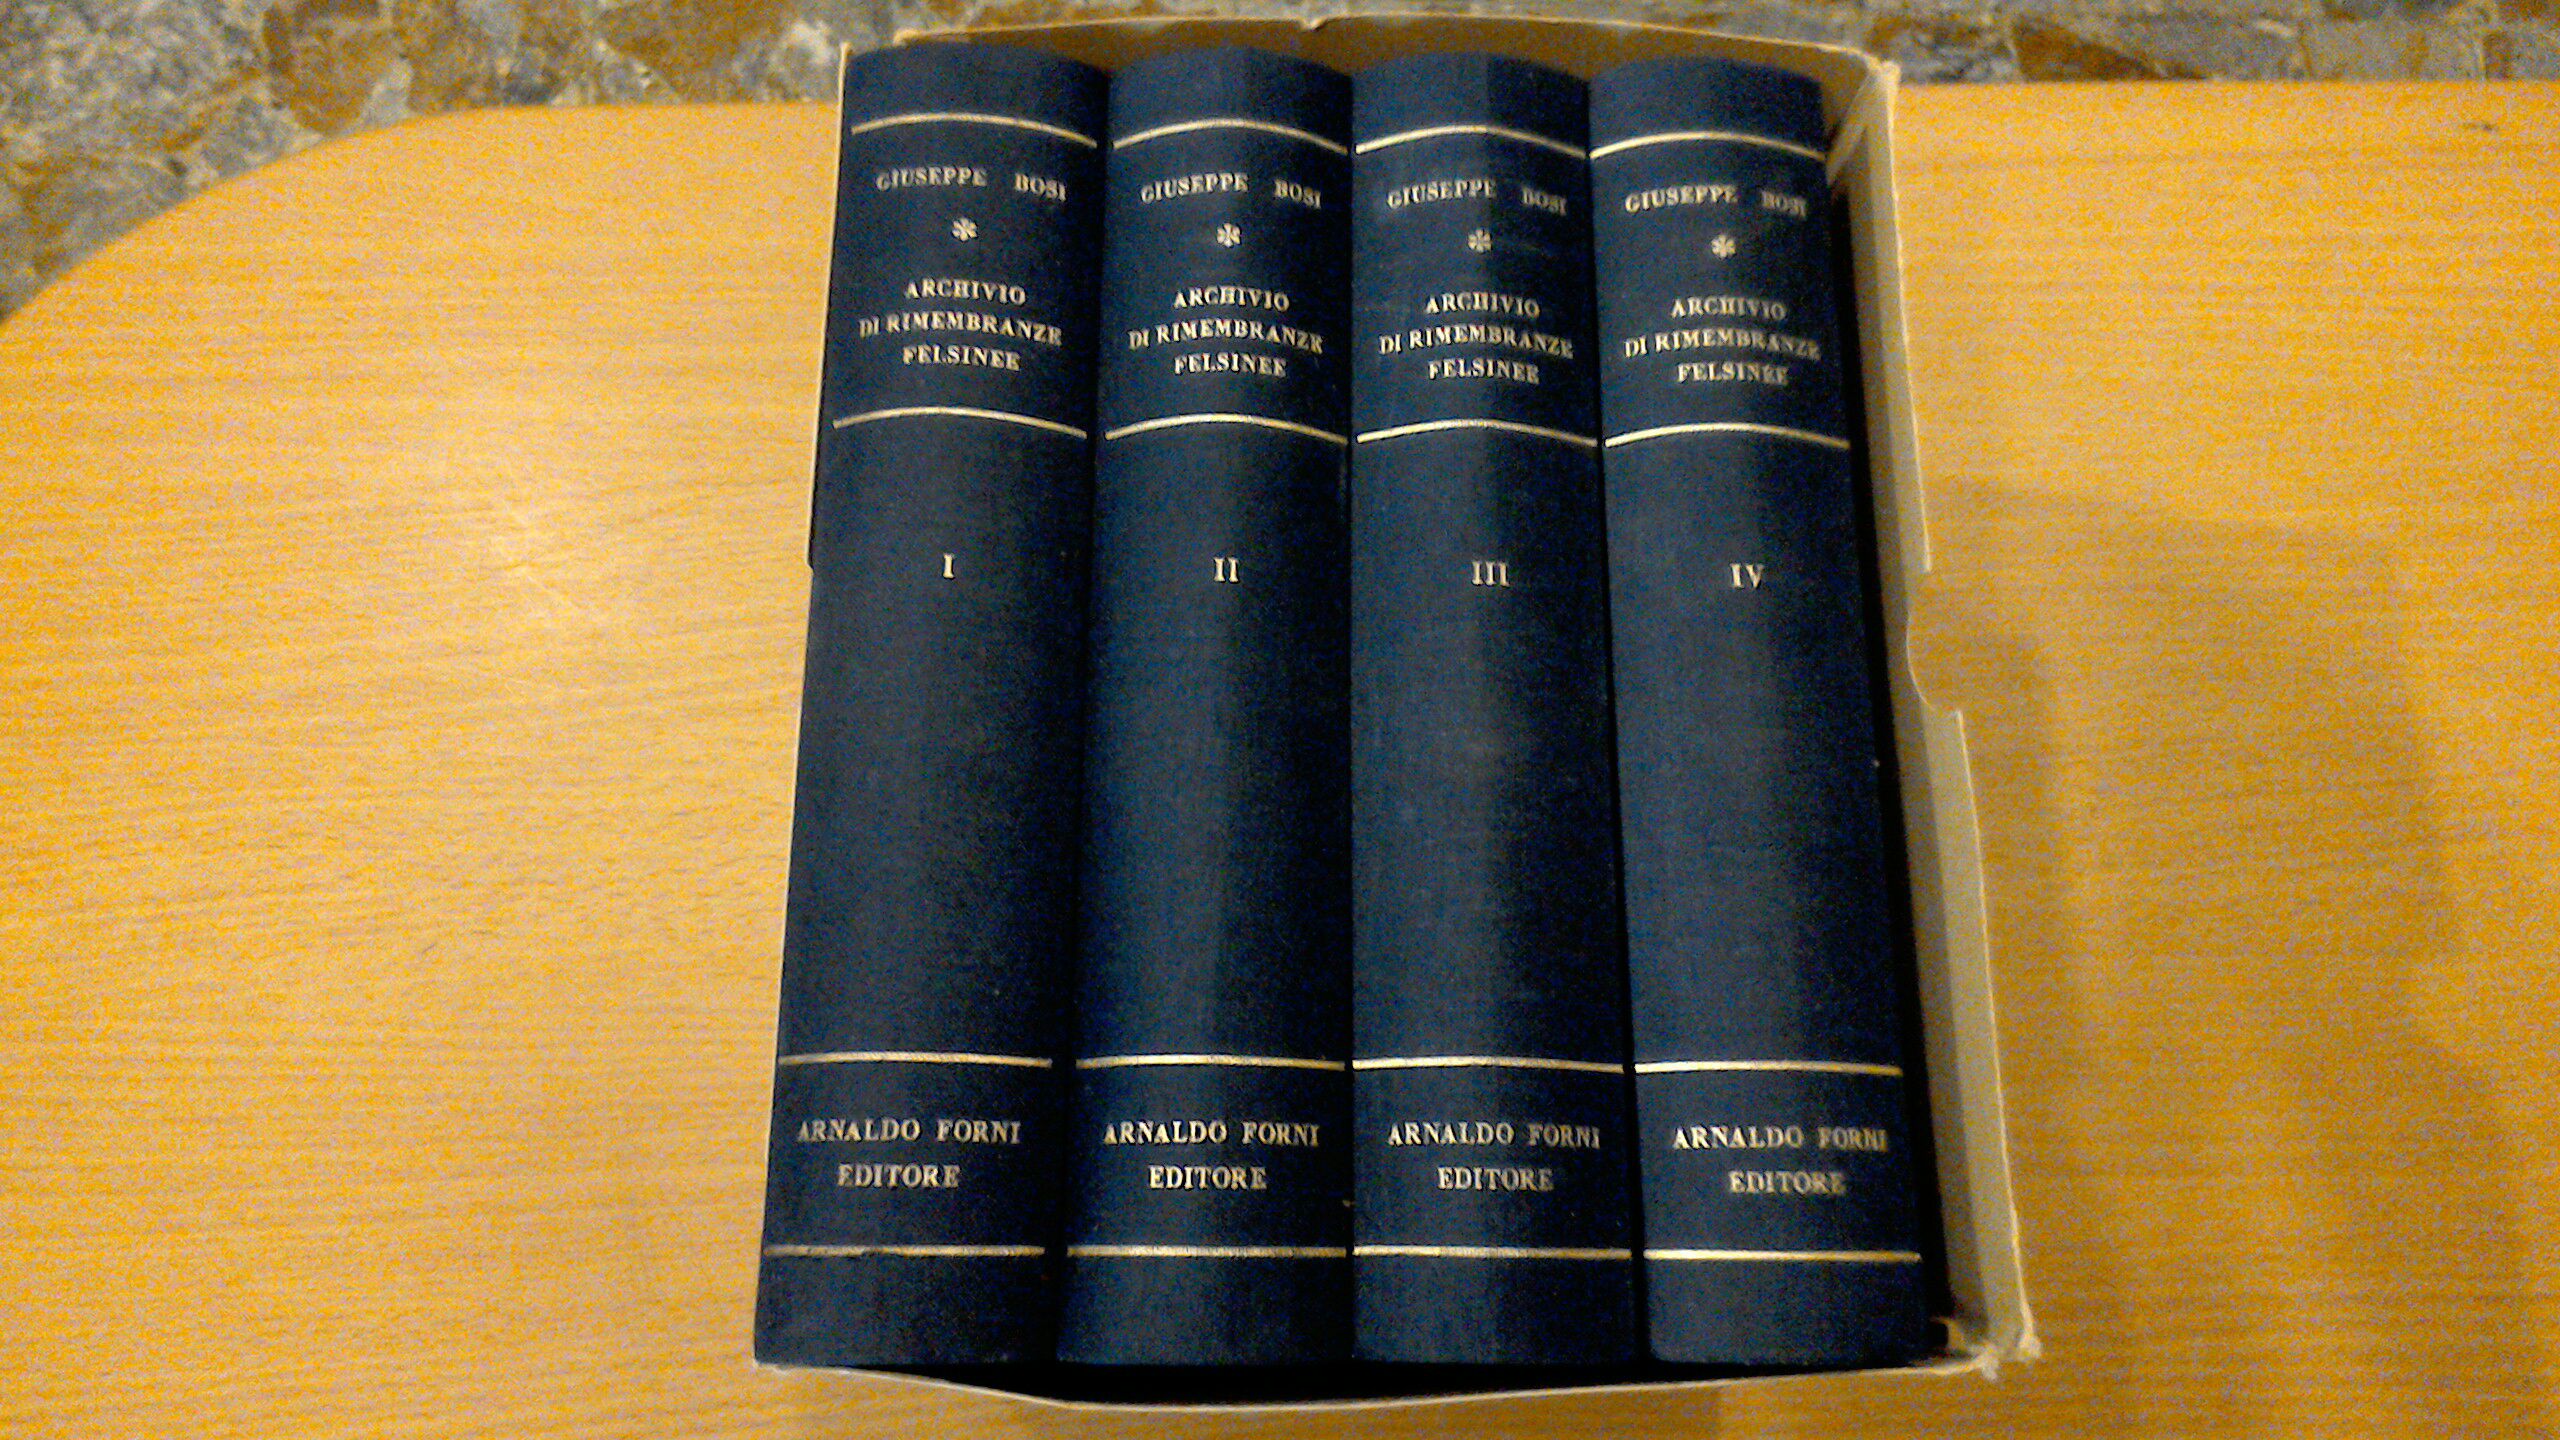 GIUSEPPE BOSI
ARCHIVIO
DI RIMEMBRANZE
FELSINEE
I
ARNALDO FORNI
EDITORE
GIUSEPPE BOSI
ARCHIVIO
DI RIMEMBRANZE
FELSINEE
II
ARNALDO FORNI
EDITORE
GIUSEPPE BOSI
ARCHIVIO
DI RIMEMBRANZE
FELSINEE
III
ARNALDO FORNI
EDITORE
GIUSEPPE BOSI
ARCHIVIO
DI RIMEMBRANZE
FELSINEE
IV
ARNALDO FORNI
EDITORE